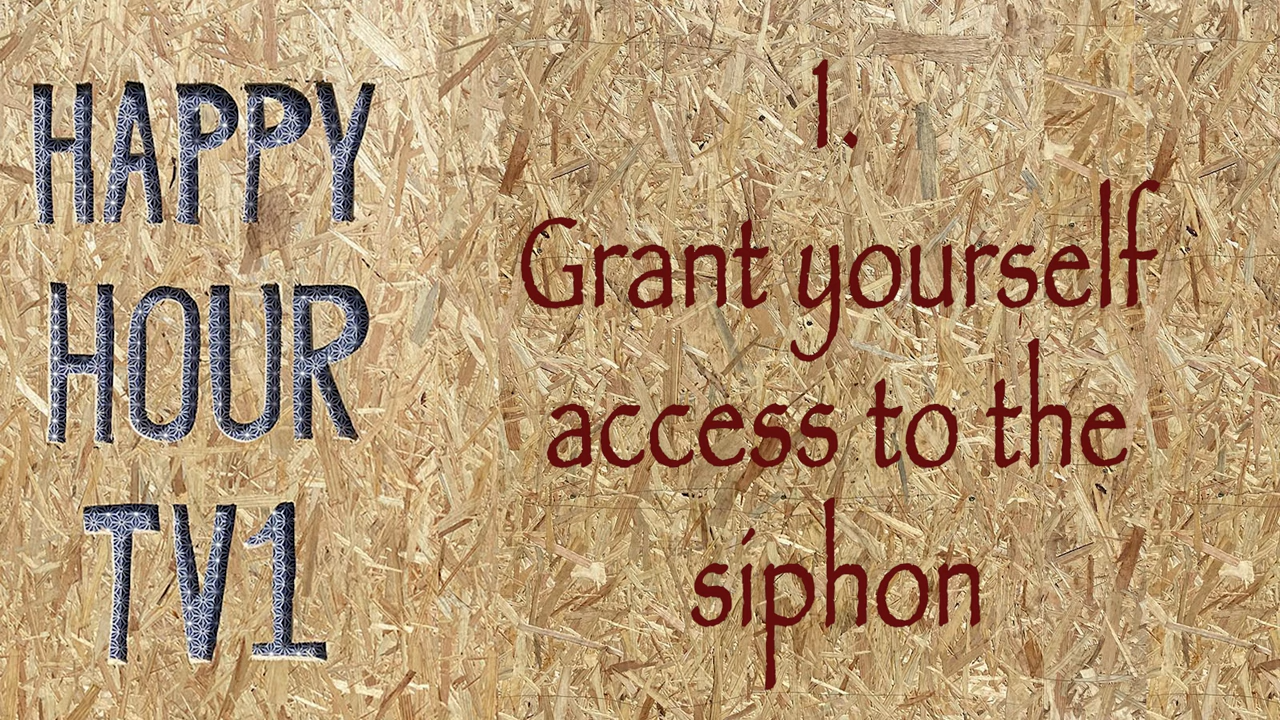 HAPPY
HOUR
TV1
1.
Grant yourself
access to the
siphon